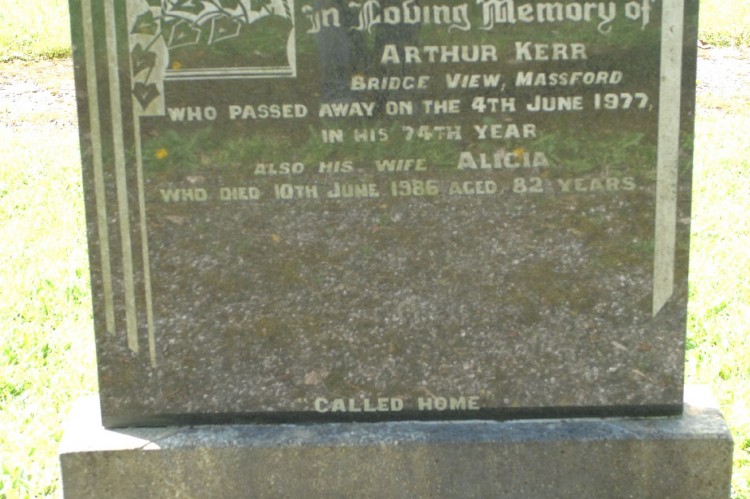 In Loving Memory of
ARTHUR KERR
BRIDGE VIEW, MASSFORD
WHO PASSED AWAY ON THE 4TH JUNE 1977,
IN HIS 74TH YEAR
ALSO HIS WIFE ALICIA
WHO DIED 10TH JUNE 1986 AGED 82 YEARS
"CALLED HOME"